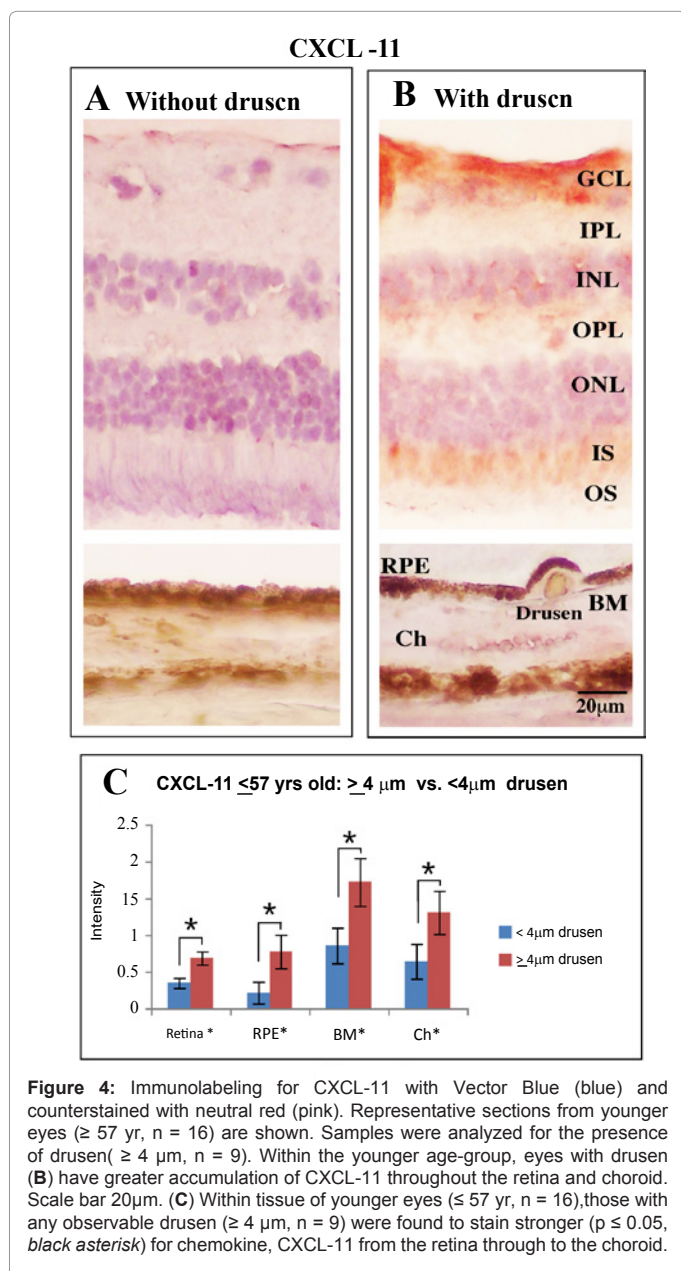 CXCL -11
A Without druscn
B With druscn
GCL
IPL
INL
OPL
ONL
IS
OS
RPE
Drusen
BM
Ch
20µm
C CXCL-11 <57 yrs old: > 4 µm vs. <4µm drusen
2.5
2
1.5
1
0.5
0
Intensity
*
*
*
*
Retina *
RPE*
BM*
Ch*
< 4µm drusen
≥4µm drusen
Figure 4: Immunolabeling for CXCL-11 with Vector Blue (blue) and
counterstained with neutral red (pink). Representative sections from younger
eyes (≥ 57 yr, n = 16) are shown. Samples were analyzed for the presence
of drusen( ≥ 4 µm, n = 9). Within the younger age-group, eyes with drusen
(B) have greater accumulation of CXCL-11 throughout the retina and choroid.
Scale bar 20µm. (C) Within tissue of younger eyes (≤ 57 yr, n = 16),those with
any observable drusen (≥ 4 µm, n = 9) were found to stain stronger (p ≤ 0.05,
black asterisk) for chemokine, CXCL-11 from the retina through to the choroid.